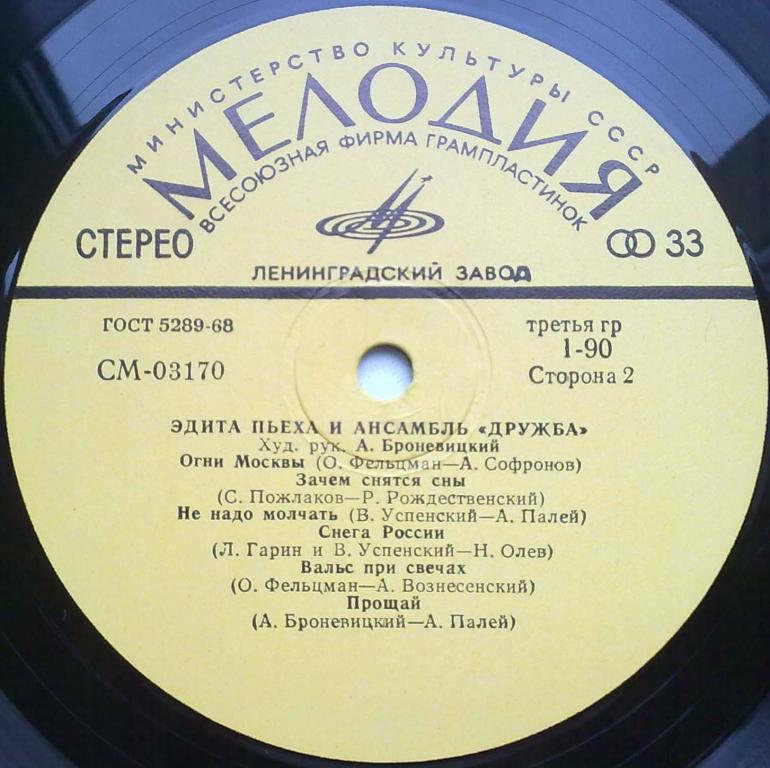 МИНИСТЕРСТВО КУЛЬТУРЫ СССР
МЕЛОДИЯ
ВСЕСОЮЗНАЯ ФИРМА ГРАМПЛАСТИНОК
СТЕРЕО
33
ЛЕНИНГРАДСКИЙ ЗАВОД
ГОСТ 5289-68
третья гр
СМ-03170
1-90
Сторона 2
ЭДИТА ПЬЕХА И АНСАМБЛЬ «ДРУЖБА»
Худ. рук. А. Броневицкий
Огни Москвы (О. Фельцман—А. Софронов)
Зачем снятся сны
(С. Пожлаков—Р. Рождественский)
Не надо молчать (В. Успенский—А. Палей)
Снега России
(Л. Гарин и В. Успенский—Н. Олев)
Вальс при свечах
(О. Фельцман—А. Вознесенский)
Прощай
(А. Броневицкий—А. Палей)